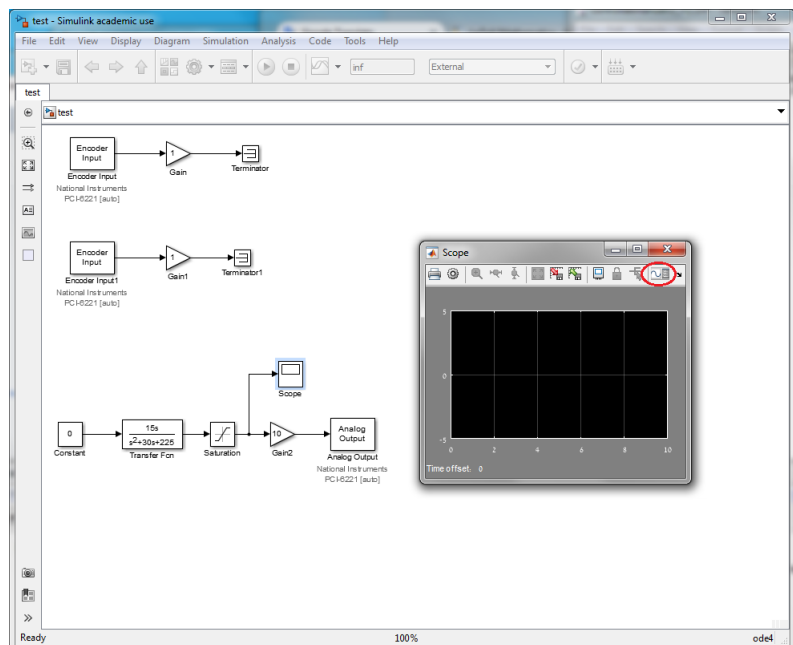 test - Simulink academic use
File Edit View Display Diagram Simulation Analysis Code Tools Help
inf External
test
test
Encoder
Input
1
Encoder Input
Gain
Terminator
National Instruments
PCI-6221 [auto]
Encoder
Input
1
Encoder Input1
Gain1
Terminator1
National Instruments
PCI-6221 [auto]
Scope
5
0
-5
0 2 4 6 8 10
Time offset: 0
Scope
0
15s
s²+30s+225
10
Analog
Output
Constant
Transfer Fcn
Saturation
Gain2
Analog Output
National Instruments
PCI-6221 [auto]
Ready 100% ode4